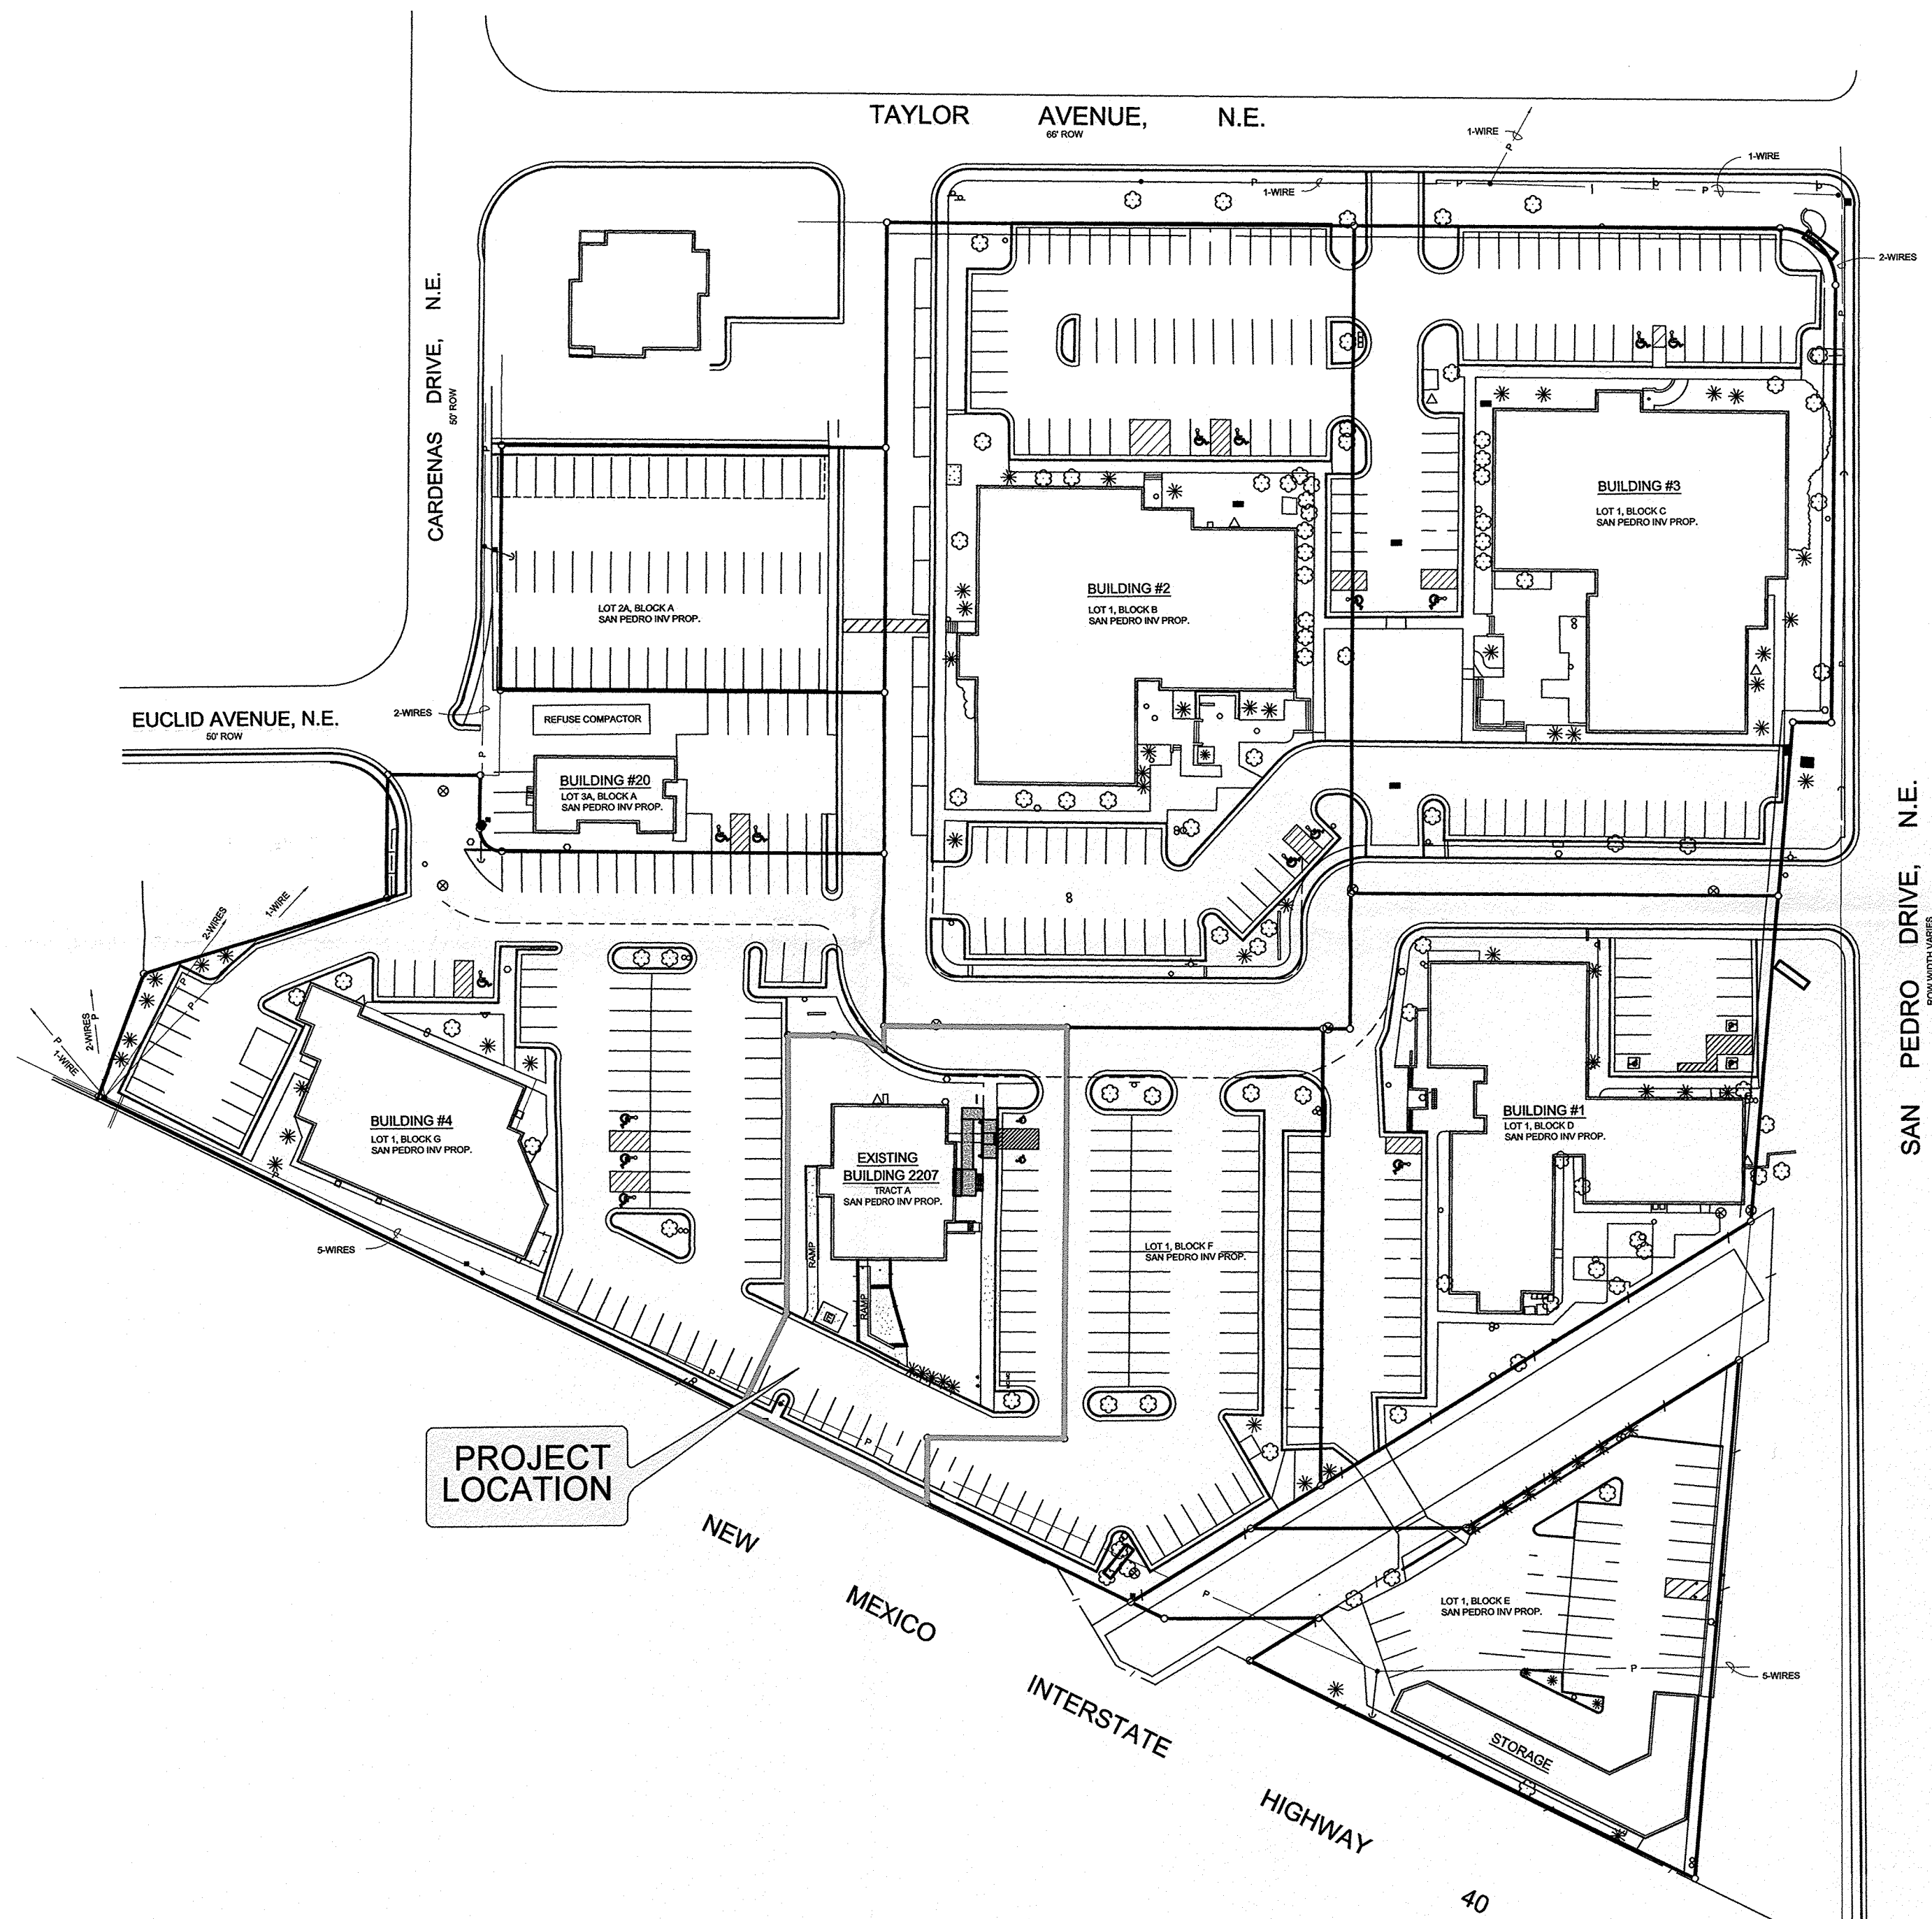 TAYLOR AVENUE, N.E.
66' ROW
1-WIRE
P
1-WIRE
1-WIRE
P
P
P
2-WIRES
CARDENAS DRIVE, N.E.
50' ROW
BUILDING #3
LOT 1, BLOCK C
SAN PEDRO INV PROP.
BUILDING #2
LOT 1, BLOCK B
SAN PEDRO INV PROP.
LOT 2A, BLOCK A
SAN PEDRO INV PROP.
EUCLID AVENUE, N.E.
50' ROW
2-WIRES
P
REFUSE COMPACTOR
BUILDING #20
LOT 3A, BLOCK A
SAN PEDRO INV PROP.
SAN PEDRO DRIVE, N.E.
ROW WIDTH VARIES
1-WIRE
2-WIRES
P
P
2-WIRES
P
P
1-WIRE
BUILDING #4
LOT 1, BLOCK G
SAN PEDRO INV PROP.
BUILDING #1
LOT 1, BLOCK D
SAN PEDRO INV PROP.
EXISTING
BUILDING 2207
TRACT A
SAN PEDRO INV PROP.
RAMP
RAMP
5-WIRES
LOT 1, BLOCK F
SAN PEDRO INV PROP.
P
P
P
PROJECT
LOCATION
NEW
MEXICO
INTERSTATE
HIGHWAY
40
P
LOT 1, BLOCK E
SAN PEDRO INV PROP.
P
5-WIRES
STORAGE